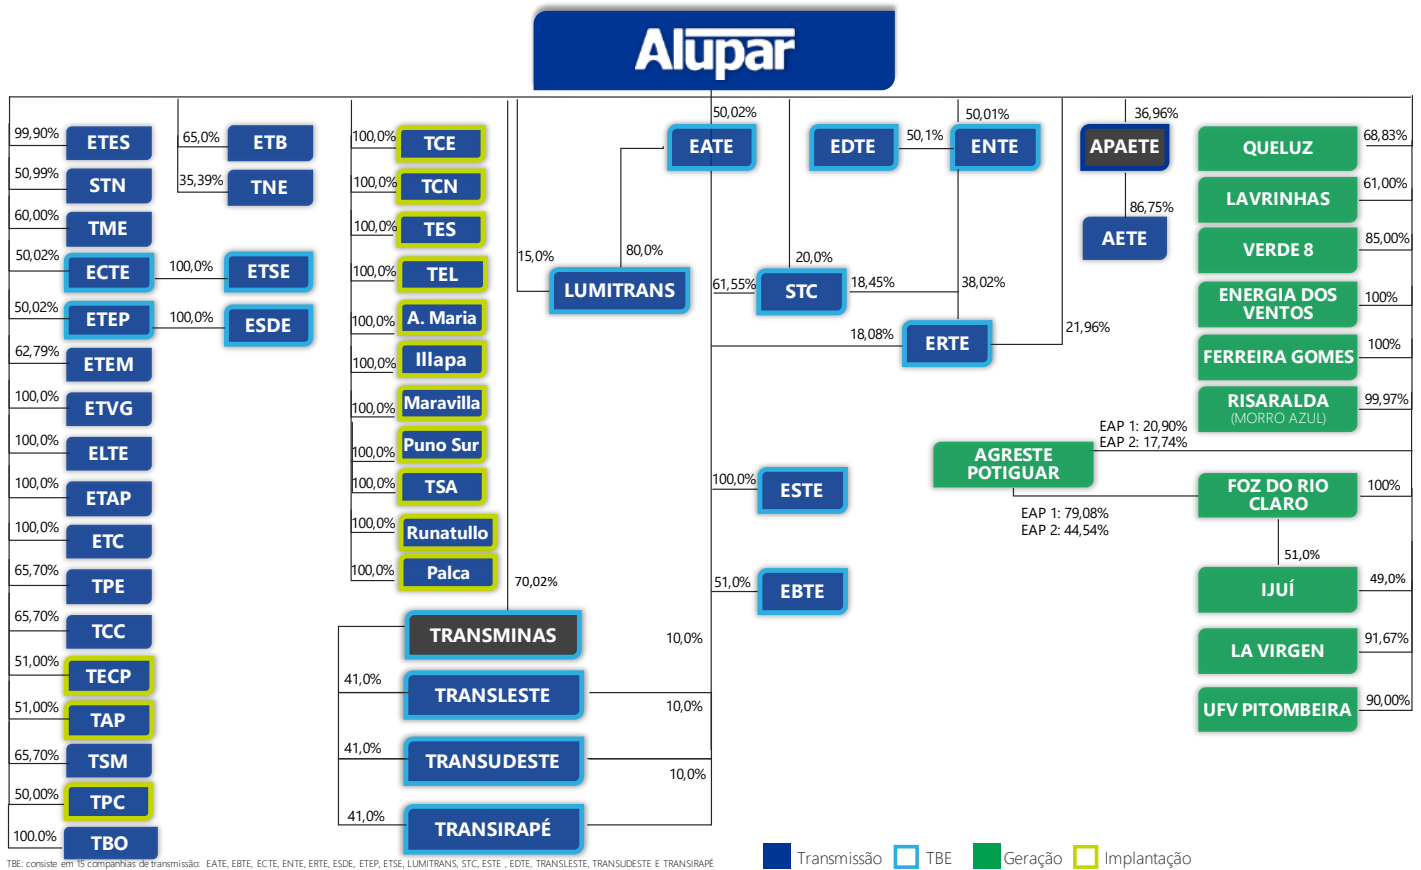 Alupar
99,90%
ETES
50,99%
STN
60,00%
TME
50,02%
ECTE
100,0%
ETSE
50,02%
ETEP
100,0%
ESDE
62,79%
ETEM
100,0%
ETVG
100,0%
ELTE
100,0%
ETAP
100,0%
ETC
65,70%
TPE
65,70%
TCC
51,00%
TECP
51,00%
TAP
65,70%
TSM
50,00%
TPC
100.0%
TBO
65,0%
ETB
35,39%
TNE
100,0%
TCE
100,0%
TCN
100,0%
TES
100,0%
TEL
100,0%
A. Maria
100,0%
IIIapa
100,0%
Maravilla
100,0%
Puno Sur
100,0%
TSA
100,0%
Runatullo
100,0%
Palca
70,02%
TRANSMINAS
41,0%
TRANSLESTE
10,0%
41,0%
TRANSUDESTE
10,0%
41,0%
TRANSIRAPÉ
10,0%
50,02%
EATE
15,0%
80,0%
LUMITRANS
EDTE
50,1%
50,01%
ENTE
20,0%
61,55%
STC
18,45%
38,02%
18,08%
ERTE
21,96%
100,0%
ESTE
51,0%
EBTE
36,96%
APAETE
86,75%
AETE
QUELUZ
68,83%
LAVRINHAS
61,00%
VERDE 8
85,00%
ENERGIA DOS
VENTOS
100%
FERREIRA GOMES
100%
RISARALDA
(MORRO AZUL)
99,97%
EAP 1: 20,90%
EAP 2: 17,74%
AGRESTE
POTIGUAR
EAP 1: 79,08%
EAP 2: 44,54%
FOZ DO RIO
CLARO
100%
51,0%
IJUÍ
49,0%
LA VIRGEN
91,67%
UFV PITOMBEIRA
90,00%
TBE: consiste em 15 companhias de transmissão: EATE, EBTE, ECTE, ENTE, ERTE, ESDE, ETEP, ETSE, LUMITRANS, STC, ESTE , EDTE, TRANSLESTE, TRANSUDESTE E TRANSIRAPÉ
Transmissão
TBE
Geração
Implantação